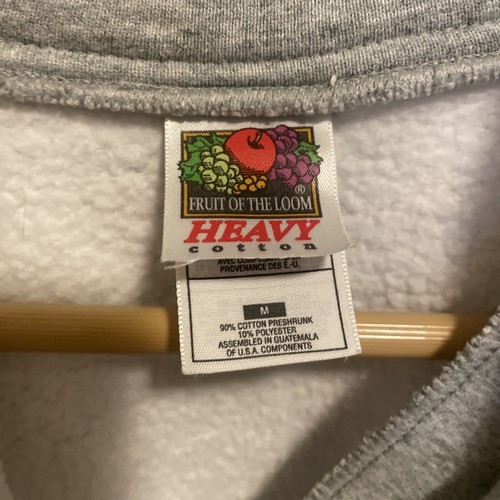 ®
FRUIT OF THE LOOM
HEAVY
cotton
PROVENANCE DES É.-U.
M
90% COTTON PRESHRUNK
10% POLYESTER
ASSEMBLED IN GUATEMALA
OF U.S.A. COMPONENTS